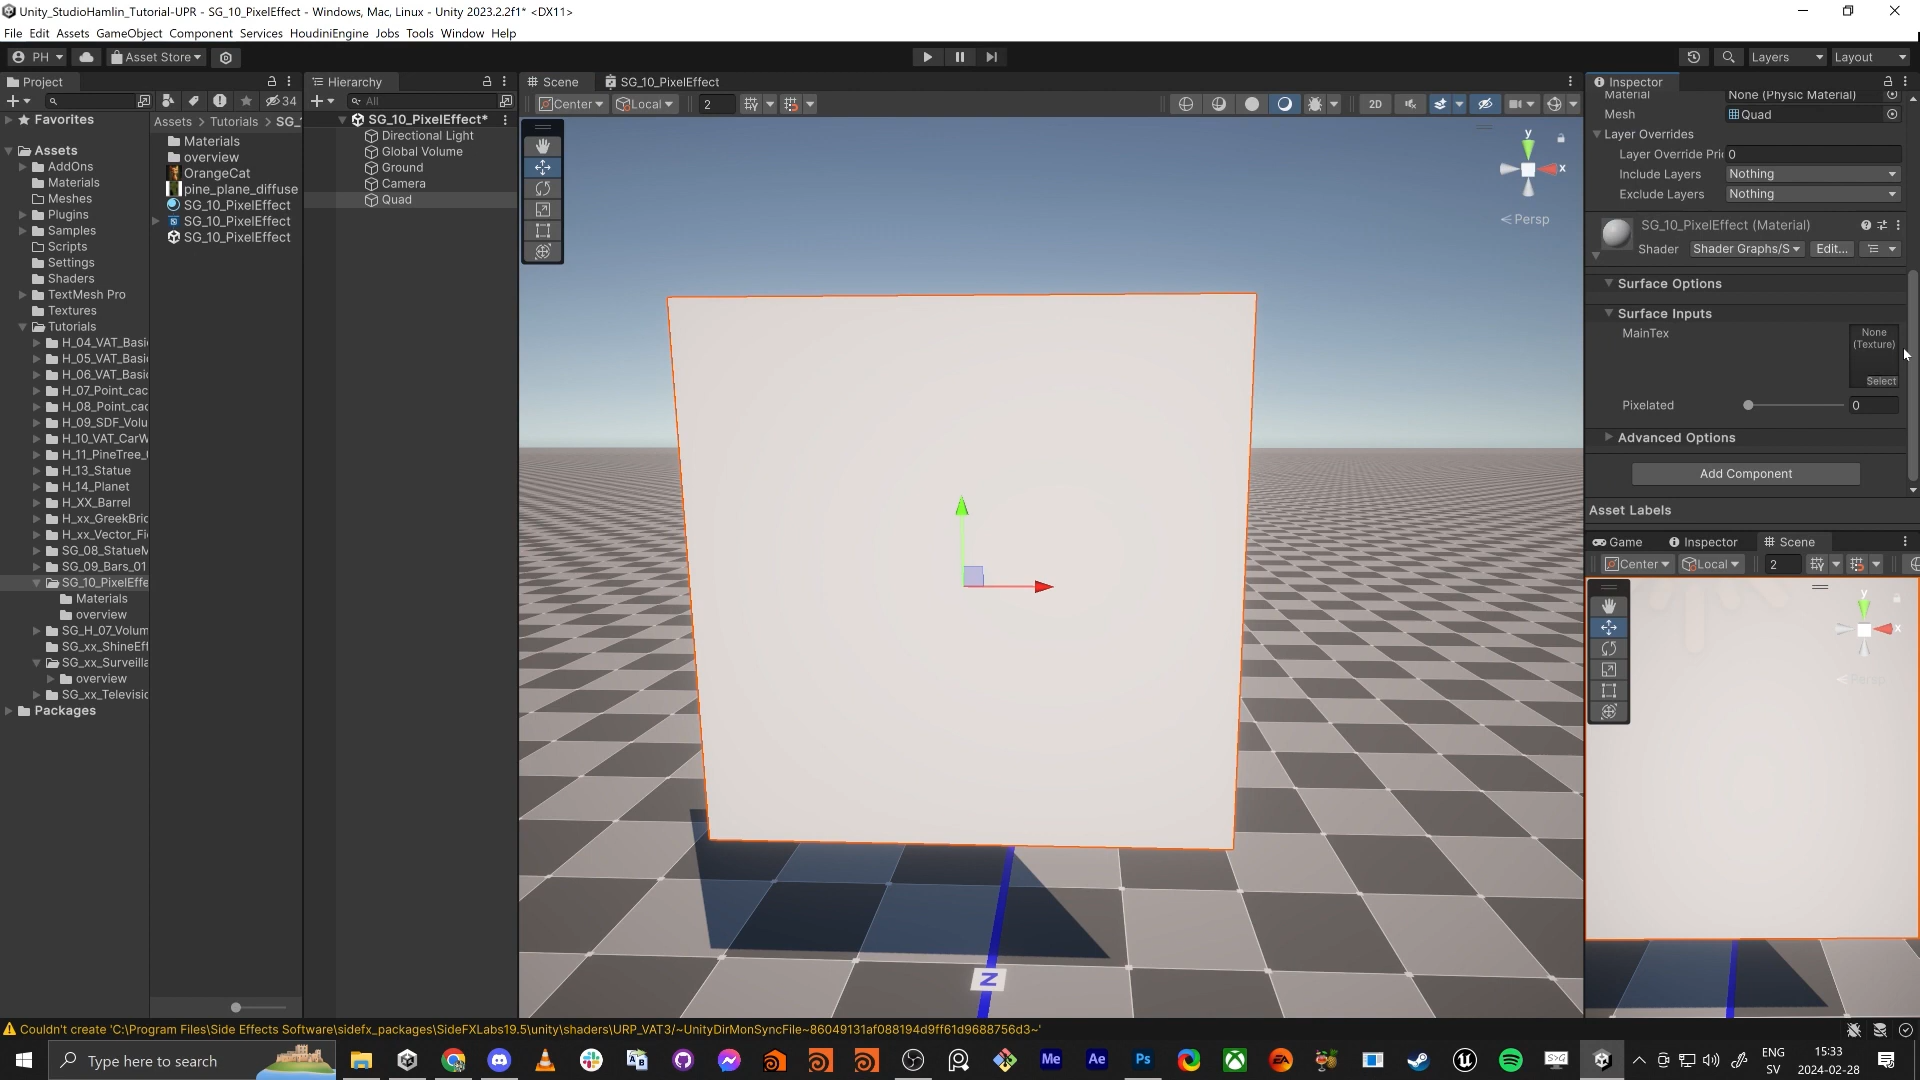 Unity_StudioHamlin_Tutorial-UPR - SG_10_PixelEffect - Windows, Mac, Linux - Unity 2023.2.2f1* <DX11>
File Edit Assets GameObject Component Services HoudiniEngine Jobs Tools Window Help
PH Asset Store Layers Layout
Project
34
Favorites
Assets
AddOns
Materials
Meshes
Plugins
Samples
Scripts
Settings
Shaders
TextMesh Pro
Textures
Tutorials
H_04_VAT_Basi
H_05_VAT_Basi
H_06_VAT_Basi
H_07_Point_cac
H_08_Point_cac
H_09_SDF_Volu
H_10_VAT_CarW
H_11_PineTree_
H_13_Statue
H_14_Planet
H_XX_Barrel
H_xx_GreekBric
H_xx_Vector_Fi
SG_08_StatueM
SG_09_Bars_01
SG_10_PixelEffe
Materials
overview
SG_H_07_Volum
SG_xx_ShineEff
SG_xx_Surveilla
overview
SG_xx_Televisio
Packages
Assets > Tutorials > SG_1
Materials
overview
OrangeCat
pine_plane_diffuse
SG_10_PixelEffect
SG_10_PixelEffect
SG_10_PixelEffect
Hierarchy
All
SG_10_PixelEffect*
Directional Light
Global Volume
Ground
Camera
Quad
Scene SG_10_PixelEffect
Center Local 2 2D
y
x
Persp
N
Inspector
Material None (Physic Material)
Mesh Quad
Layer Overrides
Layer Override Pri 0
Include Layers Nothing
Exclude Layers Nothing
SG_10_PixelEffect (Material)
Shader Shader Graphs/S Edit...
Surface Options
Surface Inputs
MainTex None
(Texture)
Select
Pixelated 0
Advanced Options
Add Component
Asset Labels
Game Inspector Scene
Center Local 2
y
x
Persp
Couldn't create 'C:\Program Files\Side Effects Software\sidefx_packages\SideFXLabs19.5\unity\shaders\URP_VAT3/~UnityDirMonSyncFile~86049131af088194d9ff61d9688756d3~'
Type here to search
Me Ae Ps
ENG
SV
15:33
2024-02-28